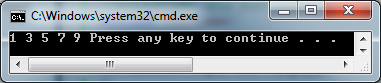 C:\Windows\system32\cmd.exe
1 3 5 7 9 Press any key to continue . . .